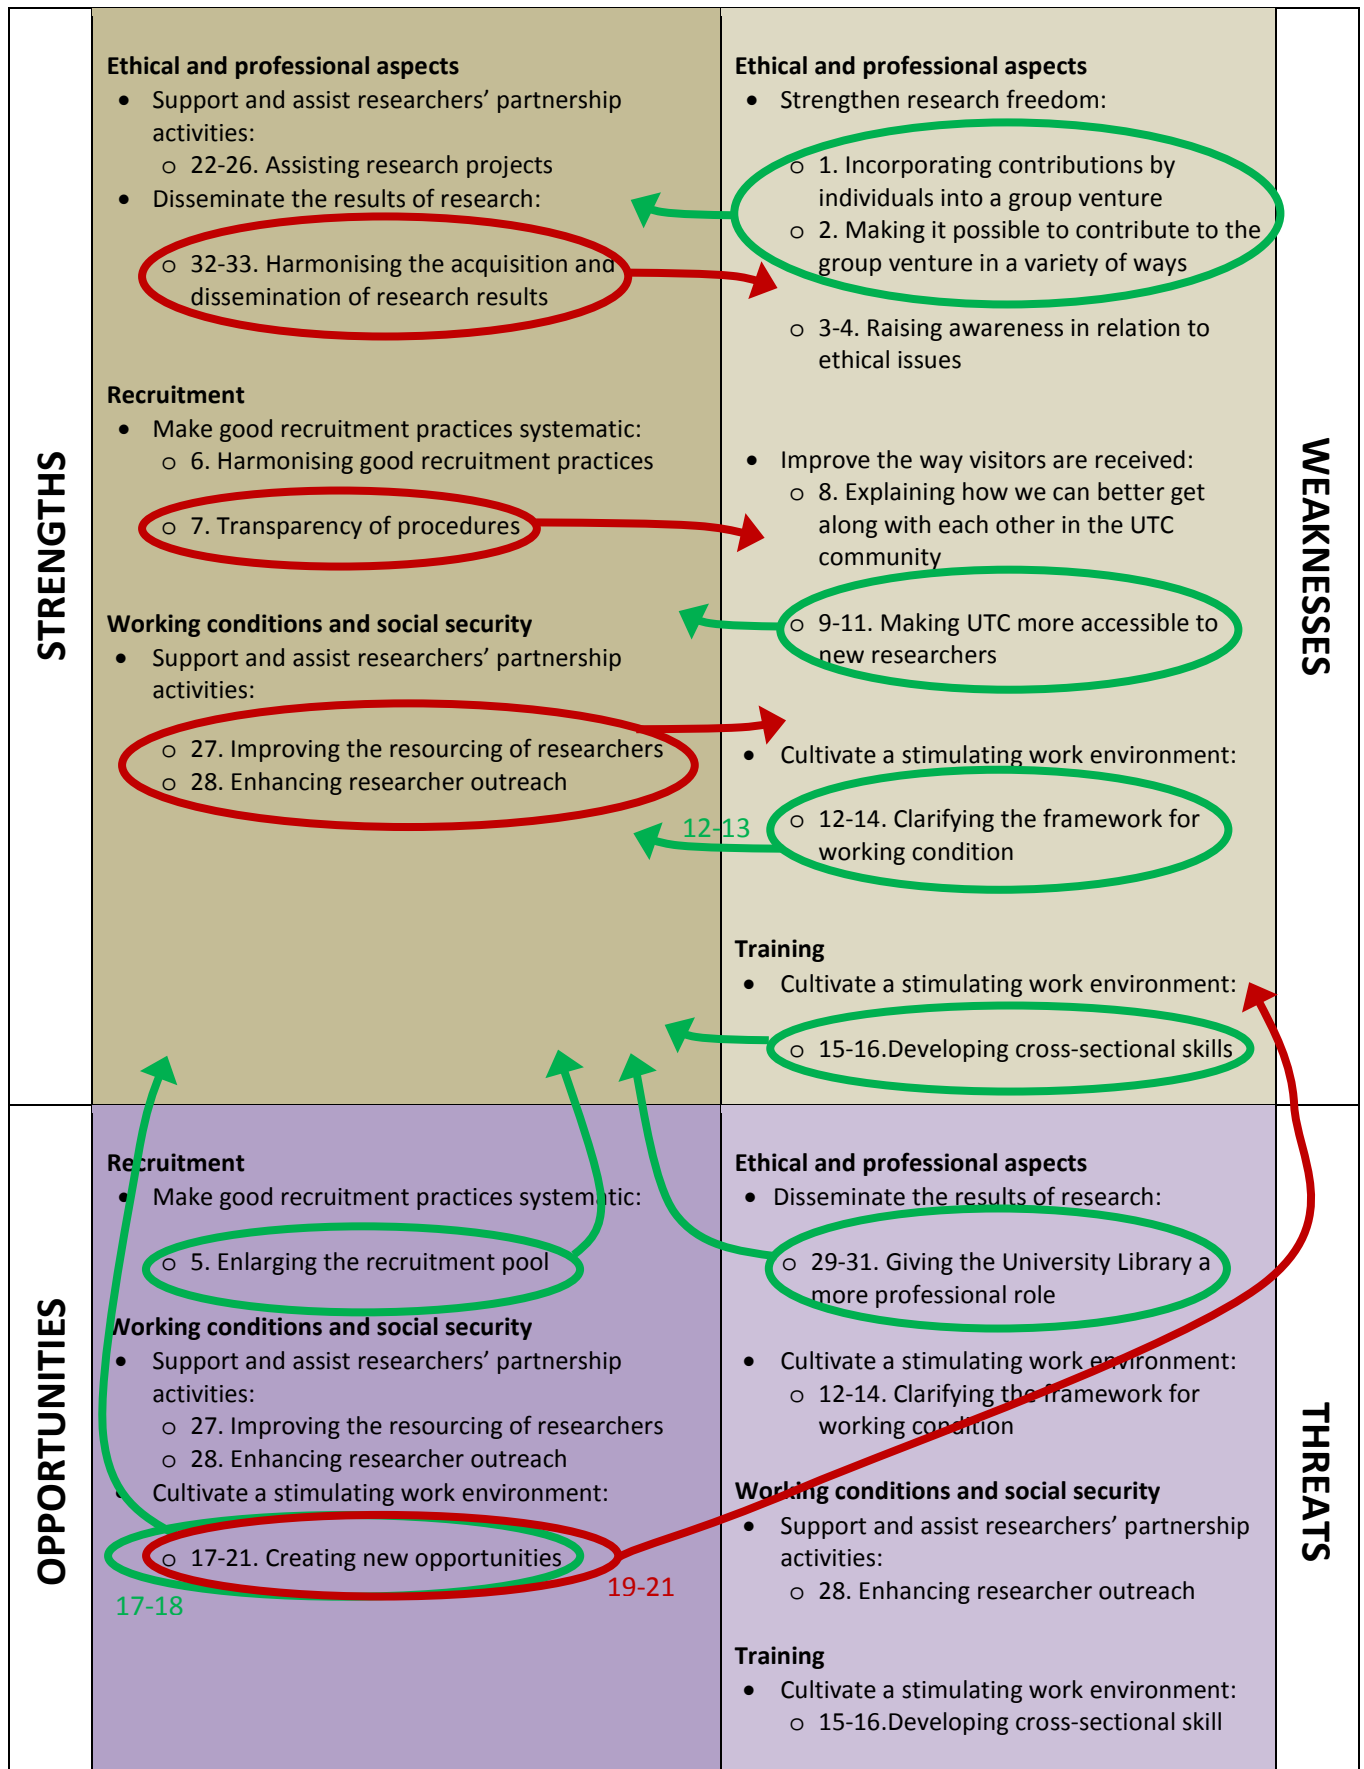 STRENGTHS
Ethical and professional aspects
• Support and assist researchers’ partnership
activities:
o 22-26. Assisting research projects
• Disseminate the results of research:
o 32-33. Harmonising the acquisition and
dissemination of research results
Recruitment
• Make good recruitment practices systematic:
o 6. Harmonising good recruitment practices
o 7. Transparency of procedures
Working conditions and social security
• Support and assist researchers’ partnership
activities:
o 27. Improving the resourcing of researchers
o 28. Enhancing researcher outreach
Ethical and professional aspects
• Strengthen research freedom:
o 1. Incorporating contributions by
individuals into a group venture
o 2. Making it possible to contribute to the
group venture in a variety of ways
o 3-4. Raising awareness in relation to
ethical issues
• Improve the way visitors are received:
o 8. Explaining how we can better get
along with each other in the UTC
community
o 9-11. Making UTC more accessible to
new researchers
• Cultivate a stimulating work environment:
12-13
o 12-14. Clarifying the framework for
working condition
Training
• Cultivate a stimulating work environment:
o 15-16.Developing cross-sectional skills
WEAKNESSES
OPPORTUNITIES
Recruitment
• Make good recruitment practices systematic:
o 5. Enlarging the recruitment pool
Working conditions and social security
• Support and assist researchers’ partnership
activities:
o 27. Improving the resourcing of researchers
o 28. Enhancing researcher outreach
• Cultivate a stimulating work environment:
o 17-21. Creating new opportunities
17-18
19-21
Ethical and professional aspects
• Disseminate the results of research:
o 29-31. Giving the University Library a
more professional role
• Cultivate a stimulating work environment:
o 12-14. Clarifying the framework for
working condition
Working conditions and social security
• Support and assist researchers’ partnership
activities:
o 28. Enhancing researcher outreach
Training
• Cultivate a stimulating work environment:
o 15-16.Developing cross-sectional skill
THREATS